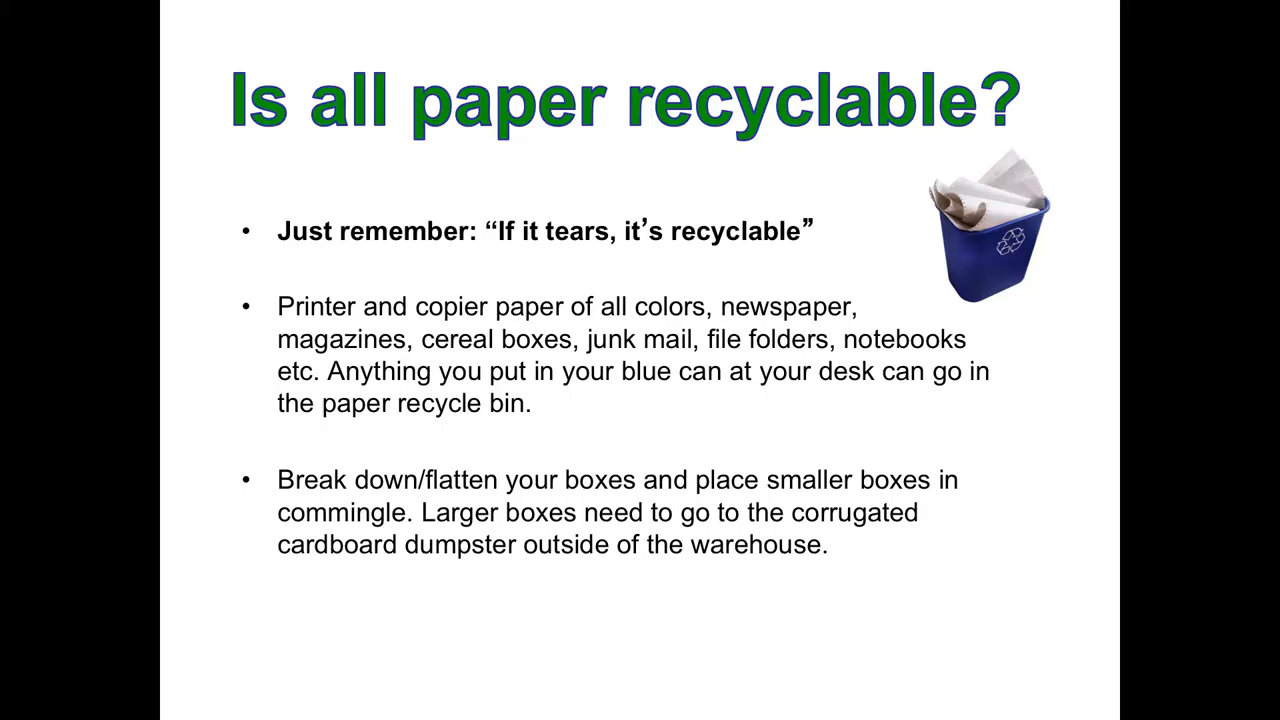 Is all paper recyclable?
• Just remember: “If it tears, it’s recyclable”
• Printer and copier paper of all colors, newspaper,
magazines, cereal boxes, junk mail, file folders, notebooks
etc. Anything you put in your blue can at your desk can go in
the paper recycle bin.
• Break down/flatten your boxes and place smaller boxes in
commingle. Larger boxes need to go to the corrugated
cardboard dumpster outside of the warehouse.